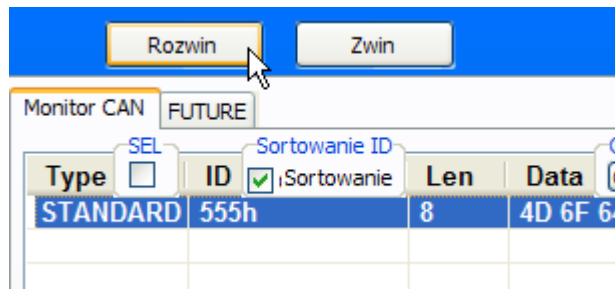 Rozwin Zwin
Monitor CAN FUTURE
SEL Sortowanie ID
Type ID Sortowanie Len Data
STANDARD 555h 8 4D 6F